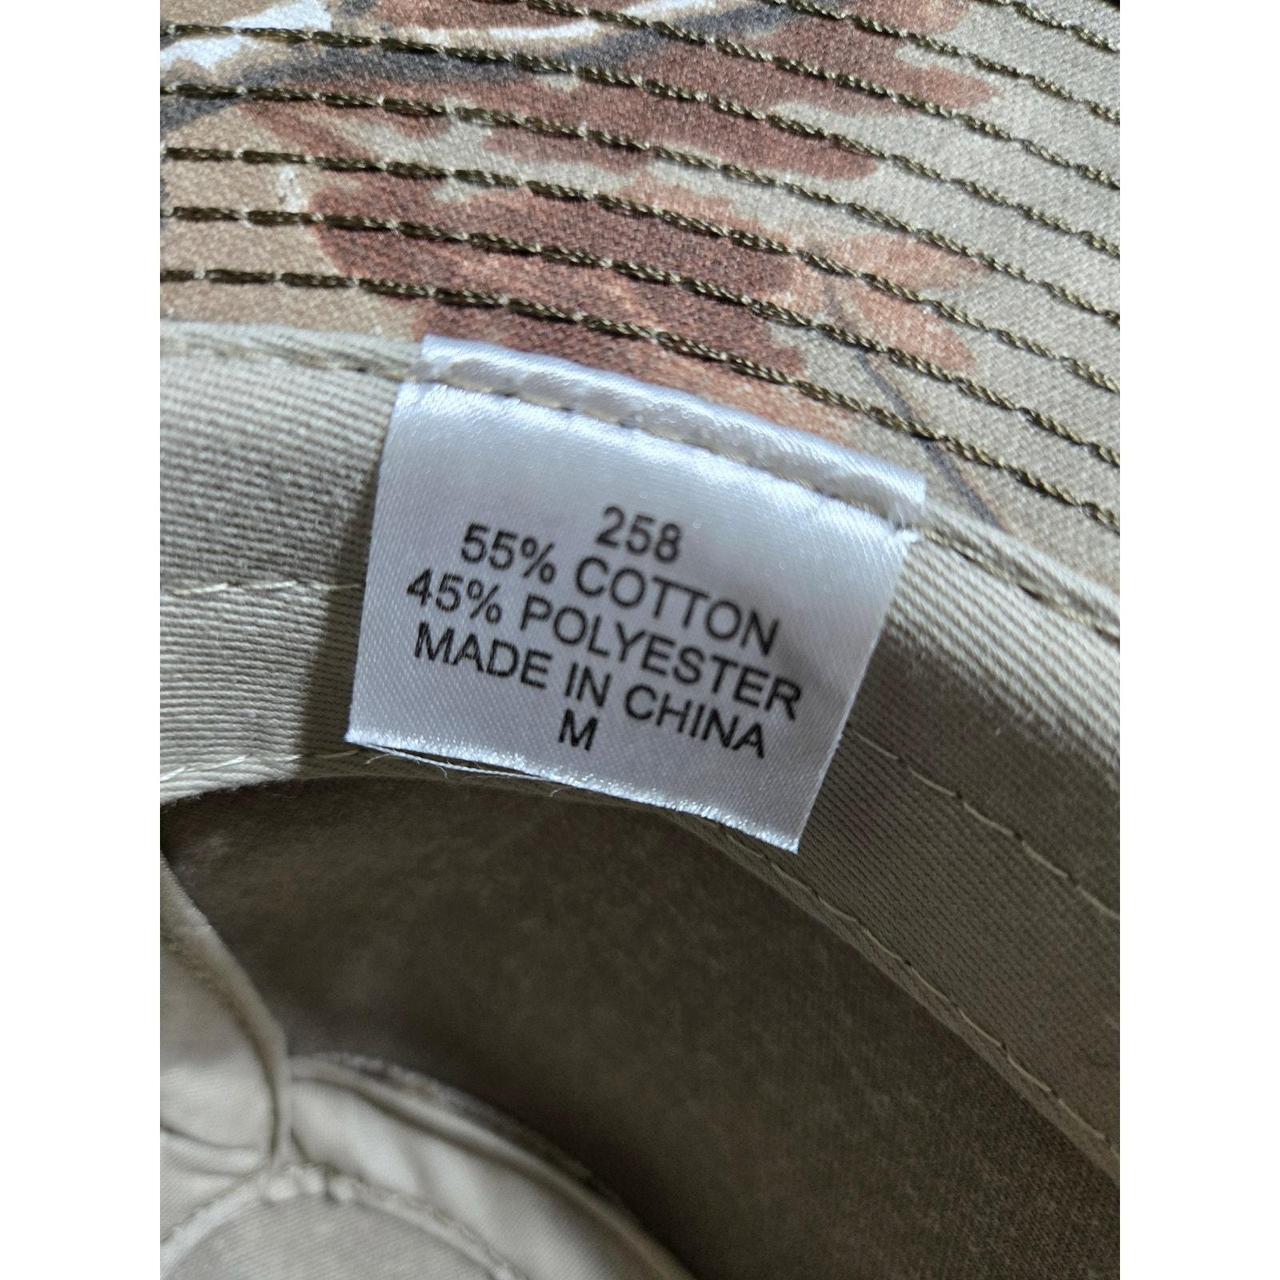 258
55% COTTON
45% POLYESTER
MADE IN CHINA
M